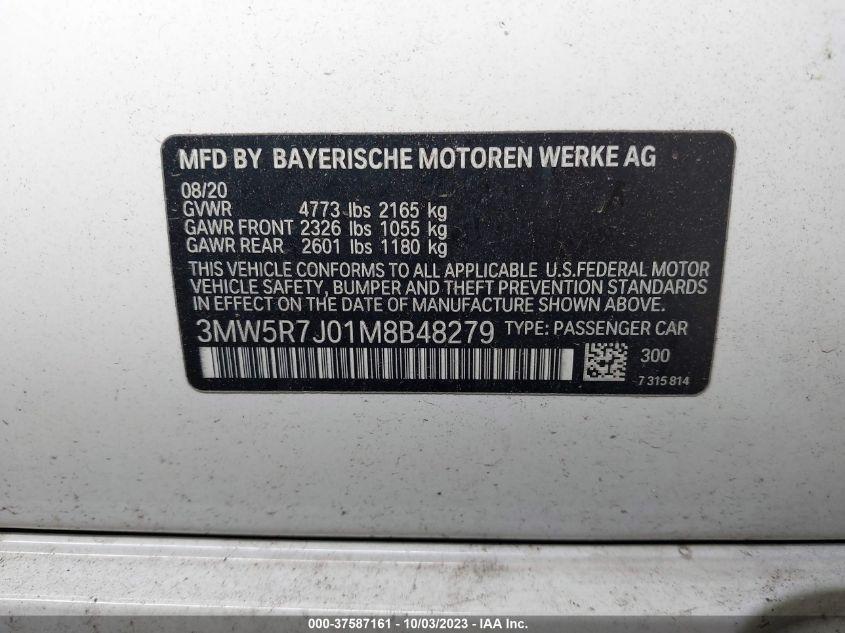 MFD BY BAYERISCHE MOTOREN WERKE AG
08/20
GVWR 4773 lbs 2165 kg
GAWR FRONT 2326 lbs 1055 kg
GAWR REAR 2601 lbs 1180 kg
THIS VEHICLE CONFORMS TO ALL APPLICABLE U.S.FEDERAL MOTOR
VEHICLE SAFETY, BUMPER AND THEFT PREVENTION STANDARDS
IN EFFECT ON THE DATE OF MANUFACTURE SHOWN ABOVE.
3MW5R7J01M8B48279 TYPE: PASSENGER CAR
300
7 315 814
000-37587161 - 10/03/2023 - IAA Inc.